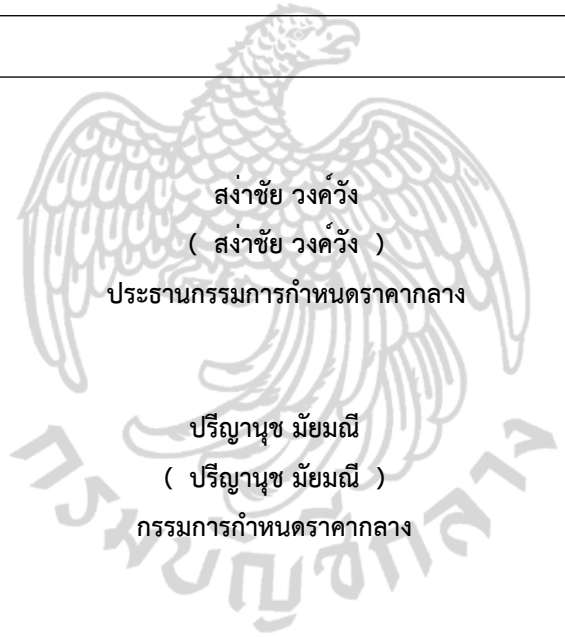 สง่าชัย วงค์วัง
( สง่าชัย วงค์วัง )
ประธานกรรมการกำหนดราคากลาง
ปรีญานุช มัยมณี
( ปรีญานุช มัยมณี )
กรรมการกำหนดราคากลาง
กรมบัญชีกลาง